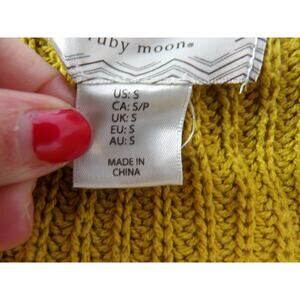 ruby moon®
US: S
CA: S/P
UK: S
EU: S
AU: S
MADE IN
CHINA